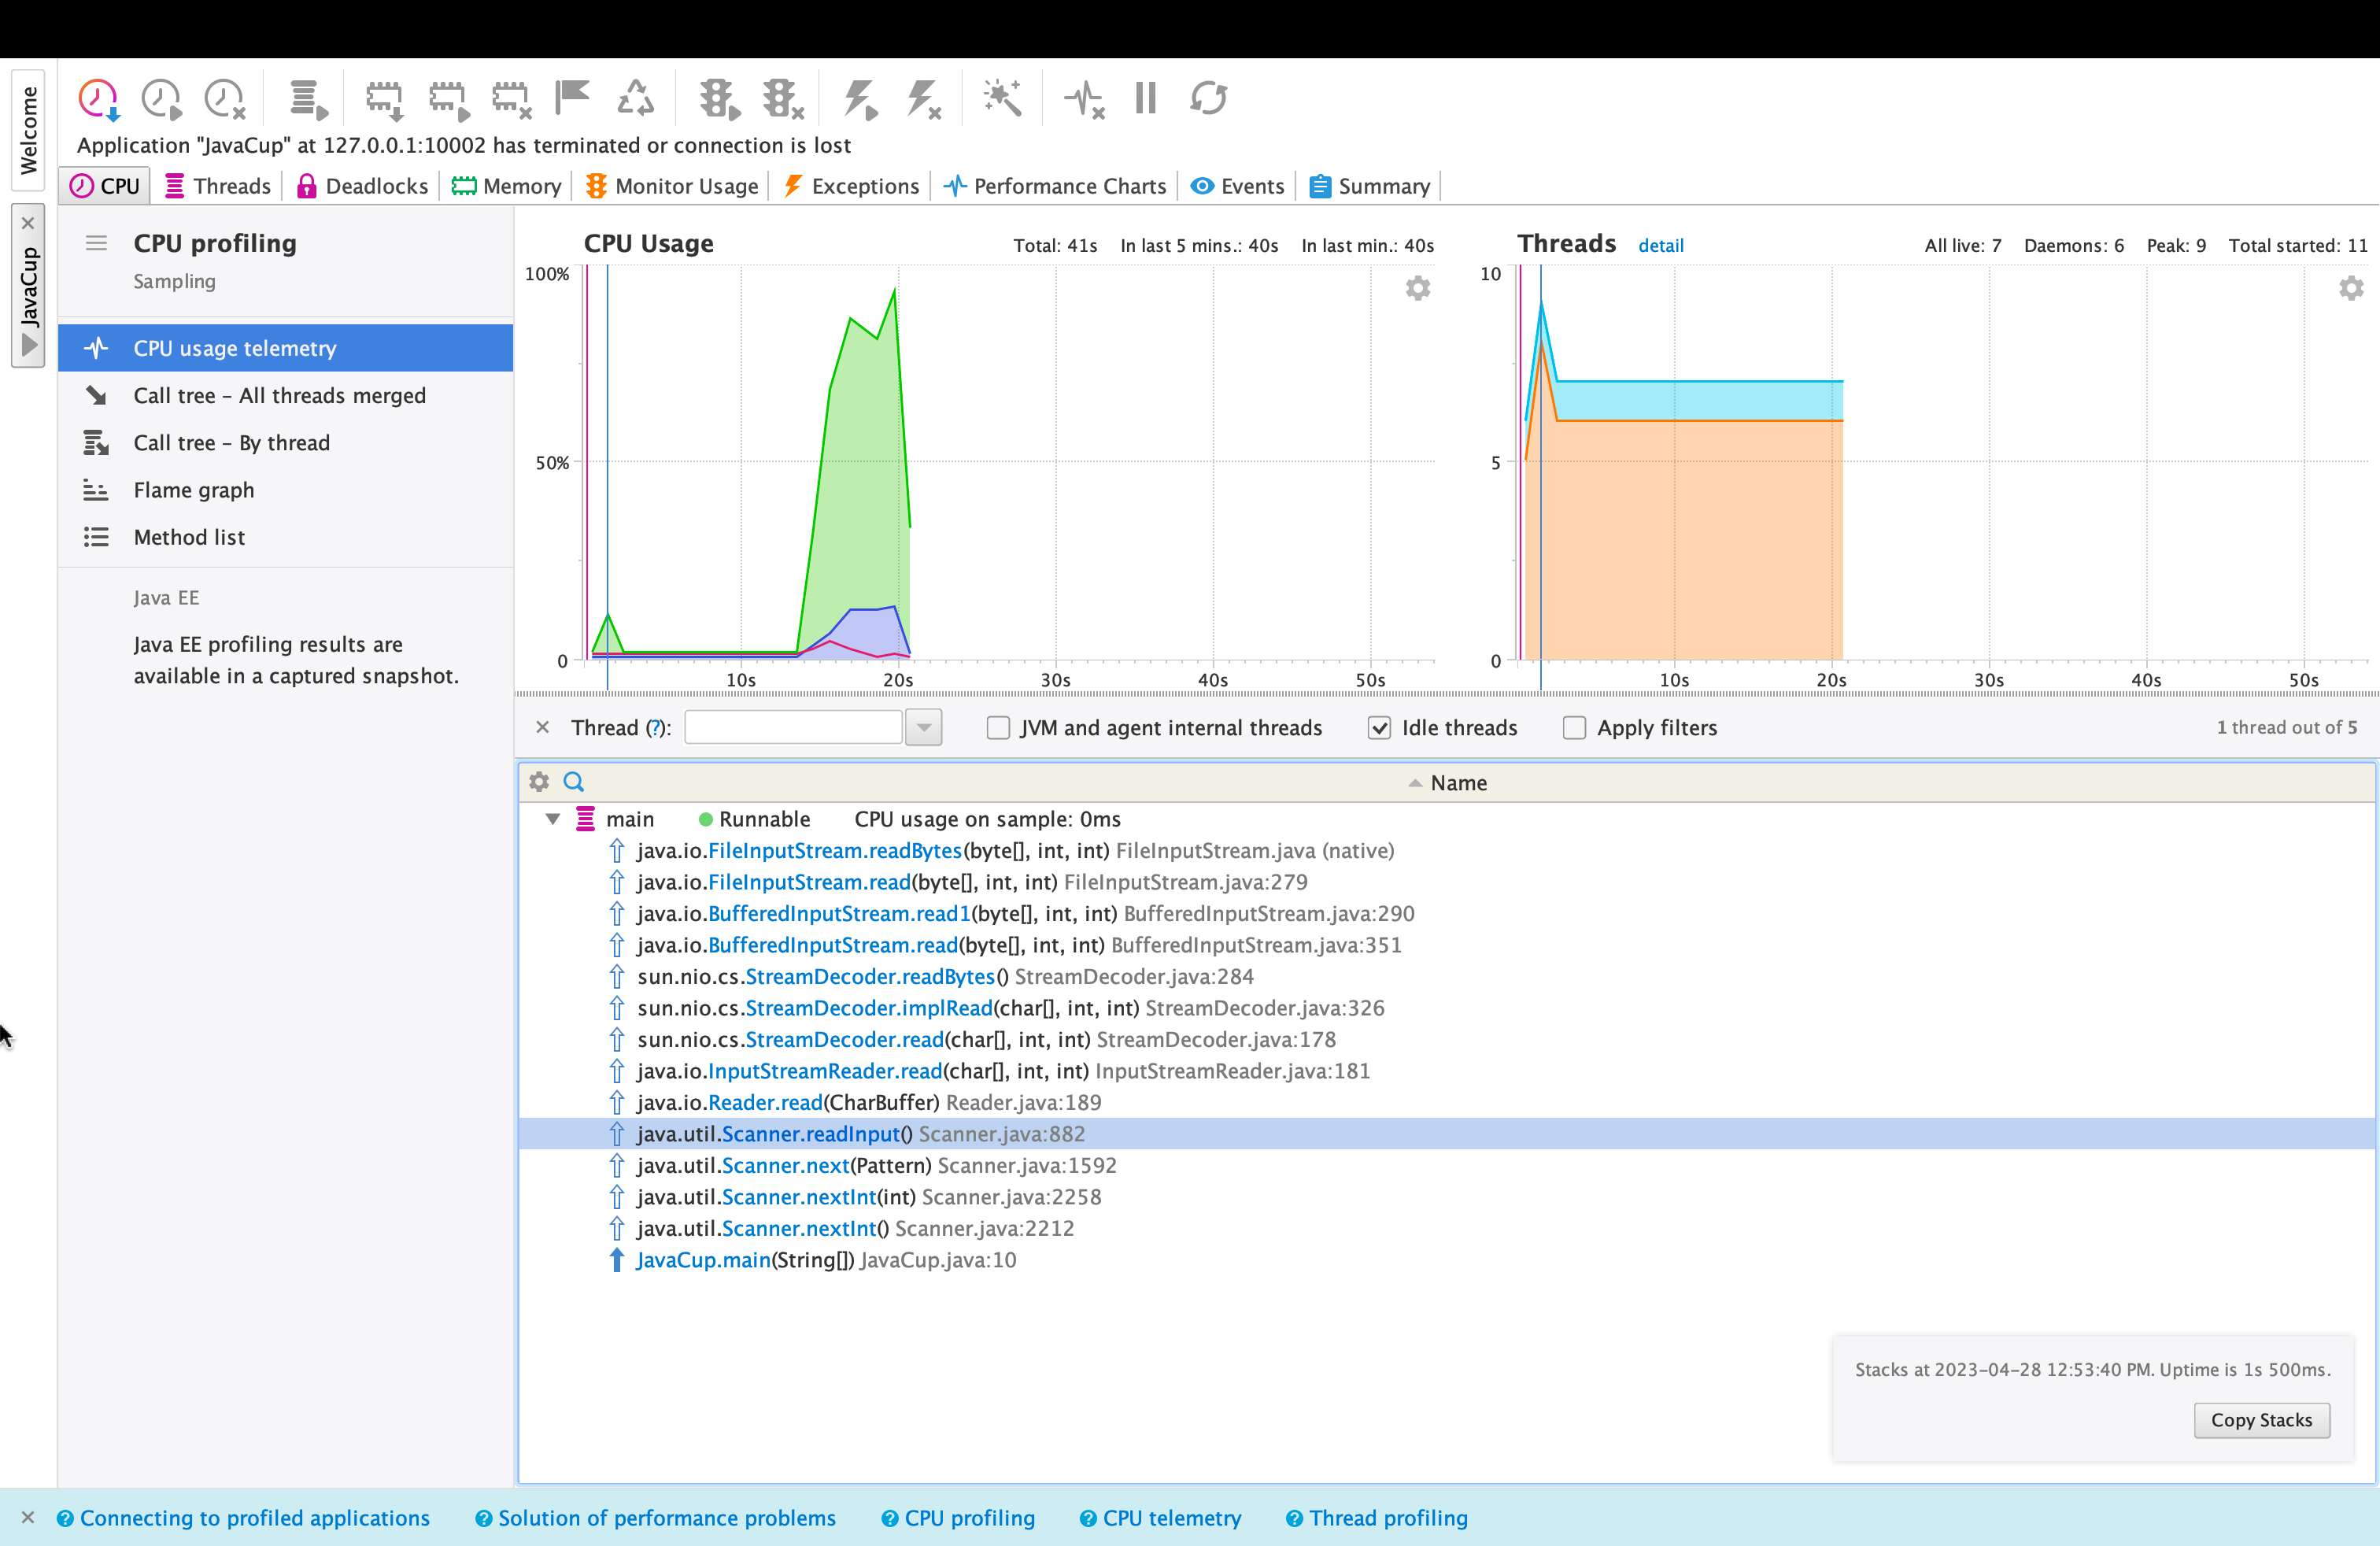 Welcome
JavaCup
Application "JavaCup" at 127.0.0.1:10002 has terminated or connection is lost
CPU Threads Deadlocks Memory Monitor Usage Exceptions Performance Charts Events Summary
CPU profiling
Sampling
CPU usage telemetry
Call tree – All threads merged
Call tree – By thread
Flame graph
Method list
Java EE
Java EE profiling results are
available in a captured snapshot.
CPU Usage Total: 41s In last 5 mins.: 40s In last min.: 40s
100%
50%
0
10s 20s 30s 40s 50s
Threads detail All live: 7 Daemons: 6 Peak: 9 Total started: 11
10
5
0
10s 20s 30s 40s 50s
Thread (?): JVM and agent internal threads Idle threads Apply filters 1 thread out of 5
Name
main Runnable CPU usage on sample: 0ms
java.io.FileInputStream.readBytes(byte[], int, int) FileInputStream.java (native)
java.io.FileInputStream.read(byte[], int, int) FileInputStream.java:279
java.io.BufferedInputStream.read1(byte[], int, int) BufferedInputStream.java:290
java.io.BufferedInputStream.read(byte[], int, int) BufferedInputStream.java:351
sun.nio.cs.StreamDecoder.readBytes() StreamDecoder.java:284
sun.nio.cs.StreamDecoder.implRead(char[], int, int) StreamDecoder.java:326
sun.nio.cs.StreamDecoder.read(char[], int, int) StreamDecoder.java:178
java.io.InputStreamReader.read(char[], int, int) InputStreamReader.java:181
java.io.Reader.read(CharBuffer) Reader.java:189
java.util.Scanner.readInput() Scanner.java:882
java.util.Scanner.next(Pattern) Scanner.java:1592
java.util.Scanner.nextInt(int) Scanner.java:2258
java.util.Scanner.nextInt() Scanner.java:2212
JavaCup.main(String[]) JavaCup.java:10
Stacks at 2023-04-28 12:53:40 PM. Uptime is 1s 500ms.
Copy Stacks
Connecting to profiled applications Solution of performance problems CPU profiling CPU telemetry Thread profiling